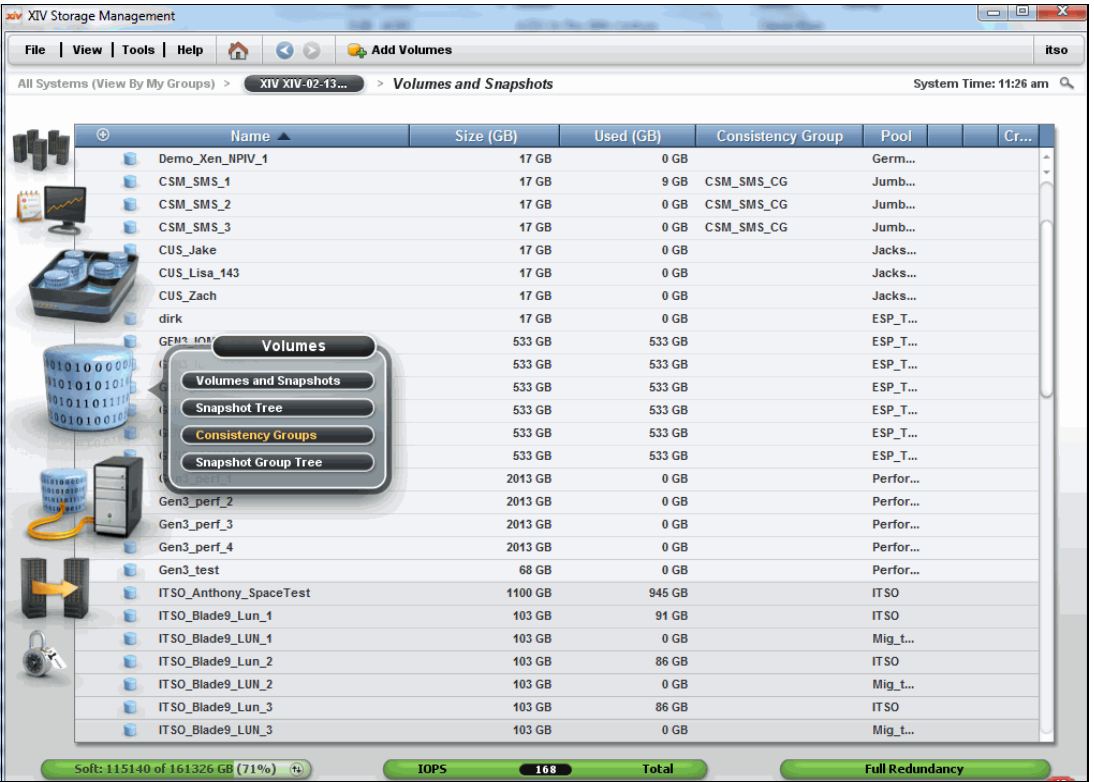 XIV Storage Management
File | View | Tools | Help Add Volumes itso
All Systems (View By My Groups) > XIV XIV-02-13... > Volumes and Snapshots System Time: 11:26 am
Name Size (GB) Used (GB) Consistency Group Pool Cr...
Demo_Xen_NPIV_1 17 GB 0 GB Germ...
CSM_SMS_1 17 GB 9 GB CSM_SMS_CG Jumb...
CSM_SMS_2 17 GB 0 GB CSM_SMS_CG Jumb...
CSM_SMS_3 17 GB 0 GB CSM_SMS_CG Jumb...
CUS_Jake 17 GB 0 GB Jacks...
CUS_Lisa_143 17 GB 0 GB Jacks...
CUS_Zach 17 GB 0 GB Jacks...
dirk 17 GB 0 GB ESP_T...
533 GB 533 GB ESP_T...
Volumes
533 GB 533 GB ESP_T...
Volumes and Snapshots
533 GB 533 GB ESP_T...
Snapshot Tree
533 GB 533 GB ESP_T...
Consistency Groups
533 GB 533 GB ESP_T...
Snapshot Group Tree
533 GB 533 GB ESP_T...
Gen3_perf_1 2013 GB 0 GB Perfor...
Gen3_perf_2 2013 GB 0 GB Perfor...
Gen3_perf_3 2013 GB 0 GB Perfor...
Gen3_perf_4 2013 GB 0 GB Perfor...
Gen3_test 68 GB 0 GB Perfor...
ITSO_Anthony_SpaceTest 1100 GB 945 GB ITSO
ITSO_Blade9_Lun_1 103 GB 91 GB ITSO
ITSO_Blade9_LUN_1 103 GB 0 GB Mig_t...
ITSO_Blade9_Lun_2 103 GB 86 GB ITSO
ITSO_Blade9_LUN_2 103 GB 0 GB Mig_t...
ITSO_Blade9_Lun_3 103 GB 86 GB ITSO
ITSO_Blade9_LUN_3 103 GB 0 GB Mig_t...
Soft: 115140 of 161326 GB (71%) IOPS 168 Total Full Redundancy